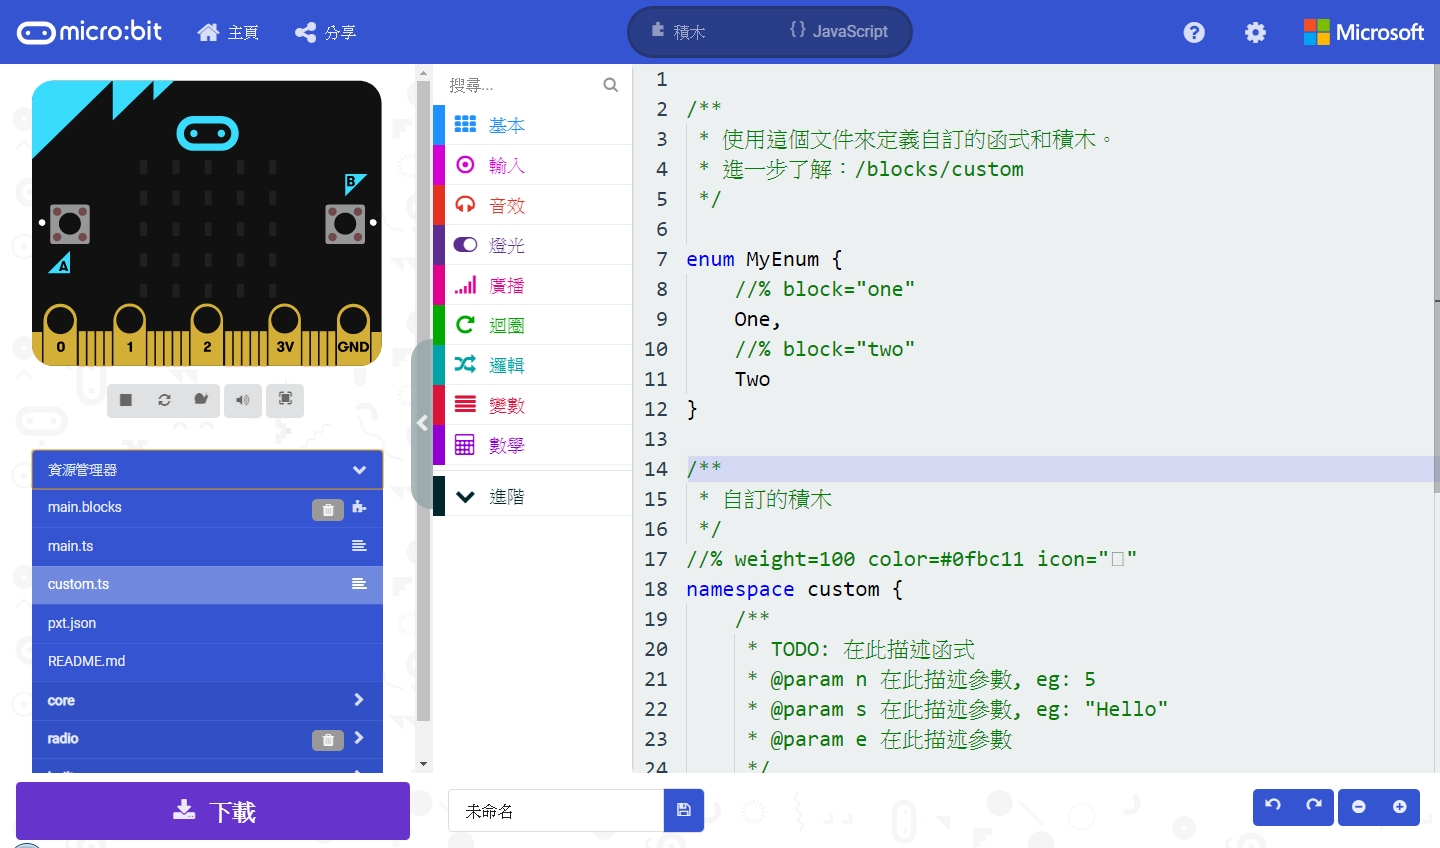 micro:bit
主頁
分享
積木
{} JavaScript
?
Microsoft
B
A
0
1
2
3V
GND
資源管理器
main.blocks
main.ts
custom.ts
pxt.json
README.md
core
radio
下載
搜尋...
基本
輸入
音效
燈光
廣播
迴圈
邏輯
變數
數學
進階
1
2 /**
3 * 使用這個文件來定義自訂的函式和積木。
4 * 進一步了解：/blocks/custom
5 */
6
7 enum MyEnum {
8 //% block="one"
9 One,
10 //% block="two"
11 Two
12 }
13
14 /**
15 * 自訂的積木
16 */
17 //% weight=100 color=#0fbc11 icon=""
18 namespace custom {
19 /**
20 * TODO: 在此描述函式
21 * @param n 在此描述參數, eg: 5
22 * @param s 在此描述參數, eg: "Hello"
23 * @param e 在此描述參數
24 */
未命名